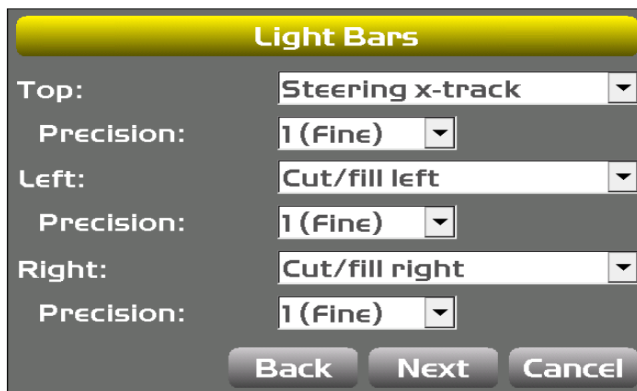 Light Bars
Top: Steering x-track
Precision: 1 (Fine)
Left: Cut/fill left
Precision: 1 (Fine)
Right: Cut/fill right
Precision: 1 (Fine)
Back Next Cancel